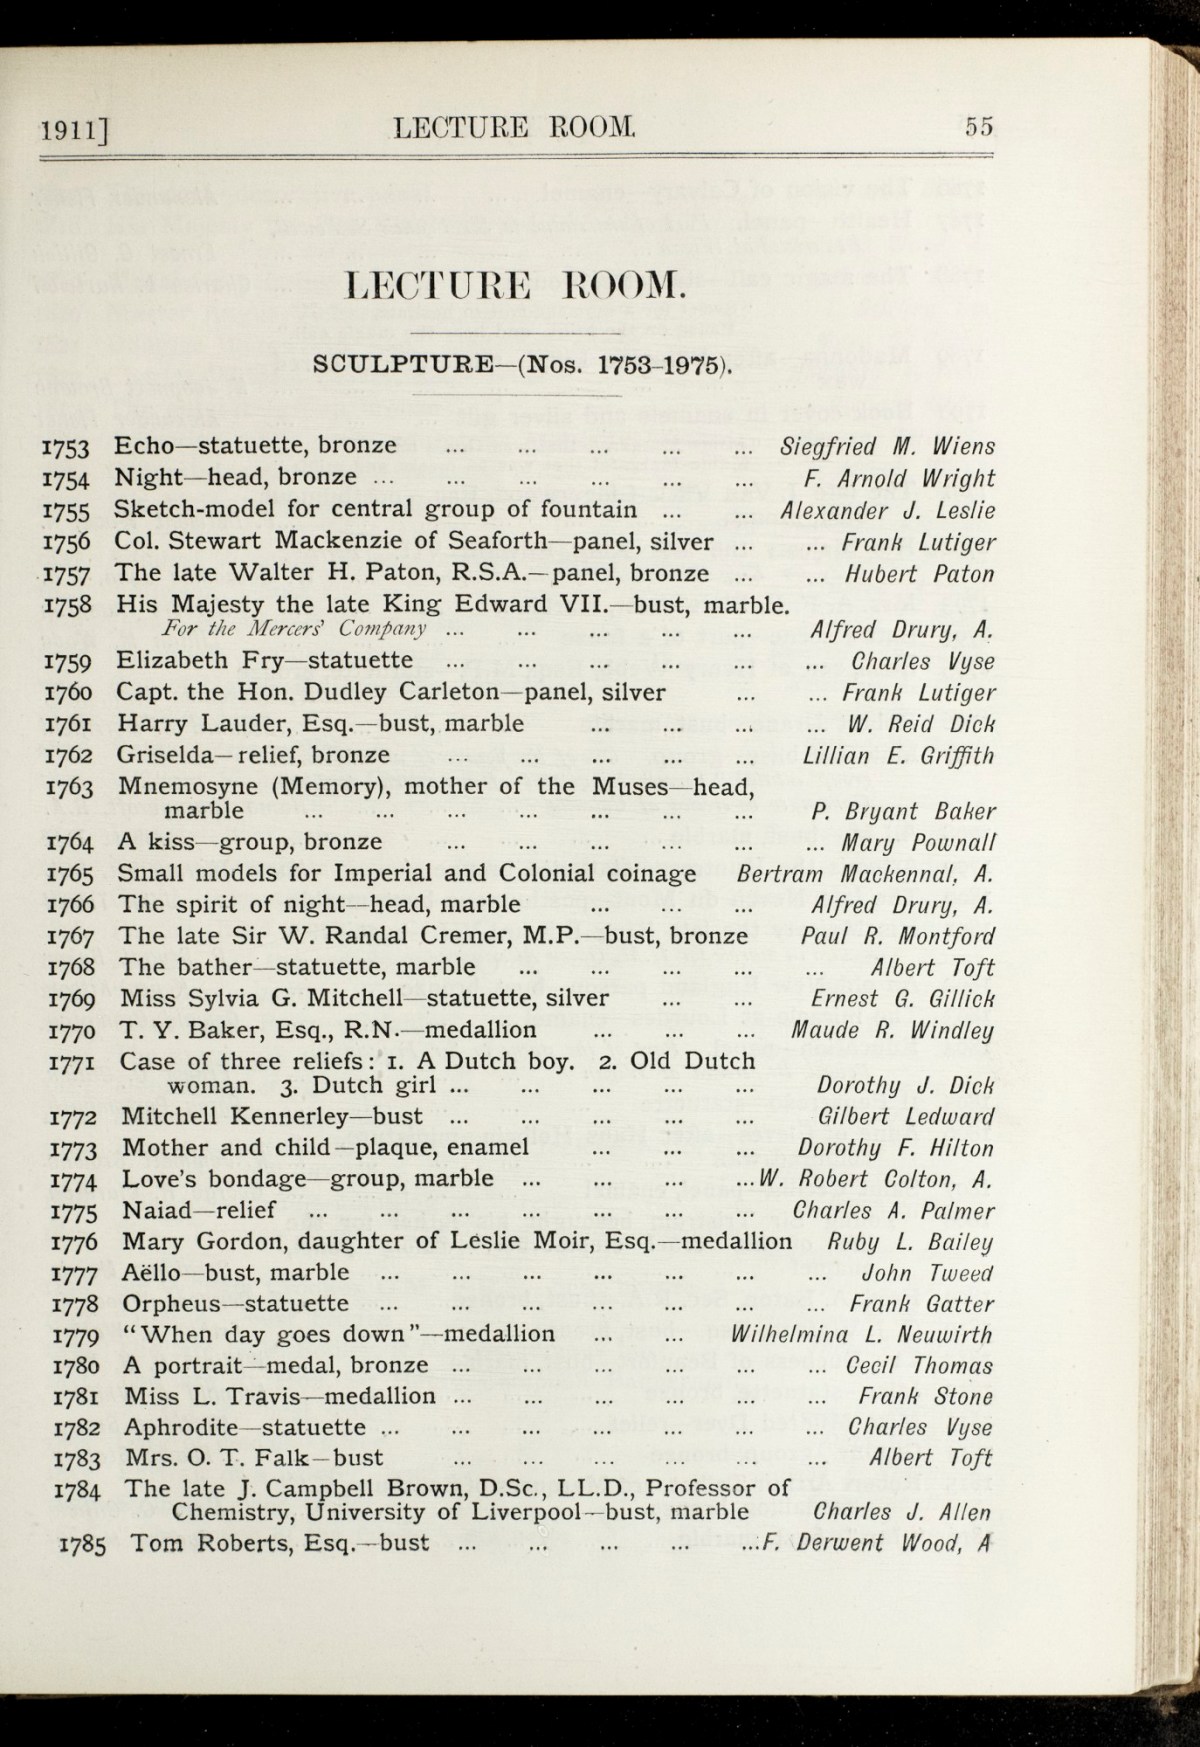 1911] LECTURE ROOM. 55
LECTURE ROOM.
SCULPTURE—(Nos. 1753-1975).
1753 Echo—statuette, bronze ... ... ... ... ... Siegfried M. Wiens
1754 Night—head, bronze ... ... ... ... ... ... F. Arnold Wright
1755 Sketch-model for central group of fountain ... ... Alexander J. Leslie
1756 Col. Stewart Mackenzie of Seaforth—panel, silver ... ... Frank Lutiger
1757 The late Walter H. Paton, R.S.A.—panel, bronze ... ... Hubert Paton
1758 His Majesty the late King Edward VII.—bust, marble.
For the Mercers' Company ... ... ... ... ... Alfred Drury, A.
1759 Elizabeth Fry—statuette ... ... ... ... ... ... Charles Vyse
1760 Capt. the Hon. Dudley Carleton—panel, silver ... ... Frank Lutiger
1761 Harry Lauder, Esq.—bust, marble ... ... ... ... W. Reid Dick
1762 Griselda—relief, bronze ... ... ... ... ... Lillian E. Griffith
1763 Mnemosyne (Memory), mother of the Muses—head,
marble ... ... ... ... ... ... ... P. Bryant Baker
1764 A kiss—group, bronze ... ... ... ... ... ... Mary Pownall
1765 Small models for Imperial and Colonial coinage Bertram Mackennal, A.
1766 The spirit of night—head, marble ... ... ... Alfred Drury, A.
1767 The late Sir W. Randal Cremer, M.P.—bust, bronze Paul R. Montford
1768 The bather—statuette, marble ... ... ... ... ... Albert Toft
1769 Miss Sylvia G. Mitchell—statuette, silver ... ... Ernest G. Gillick
1770 T. Y. Baker, Esq., R.N.—medallion ... ... ... Maude R. Windley
1771 Case of three reliefs: 1. A Dutch boy. 2. Old Dutch
woman. 3. Dutch girl ... ... ... ... ... Dorothy J. Dick
1772 Mitchell Kennerley—bust ... ... ... ... ... Gilbert Ledward
1773 Mother and child—plaque, enamel ... ... ... Dorothy F. Hilton
1774 Love's bondage—group, marble ... ... ... ... W. Robert Colton, A.
1775 Naiad—relief ... ... ... ... ... ... ... Charles A. Palmer
1776 Mary Gordon, daughter of Leslie Moir, Esq.—medallion Ruby L. Bailey
1777 Aëllo—bust, marble ... ... ... ... ... ... ... John Tweed
1778 Orpheus—statuette ... ... ... ... ... ... ... Frank Gatter
1779 "When day goes down"—medallion ... ... Wilhelmina L. Neuwirth
1780 A portrait—medal, bronze ... ... ... ... ... ... Cecil Thomas
1781 Miss L. Travis—medallion ... ... ... ... ... ... Frank Stone
1782 Aphrodite—statuette ... ... ... ... ... ... ... Charles Vyse
1783 Mrs. O. T. Falk—bust ... ... ... ... ... ... Albert Toft
1784 The late J. Campbell Brown, D.Sc., LL.D., Professor of
Chemistry, University of Liverpool—bust, marble Charles J. Allen
1785 Tom Roberts, Esq.—bust ... ... ... ... ... F. Derwent Wood, A